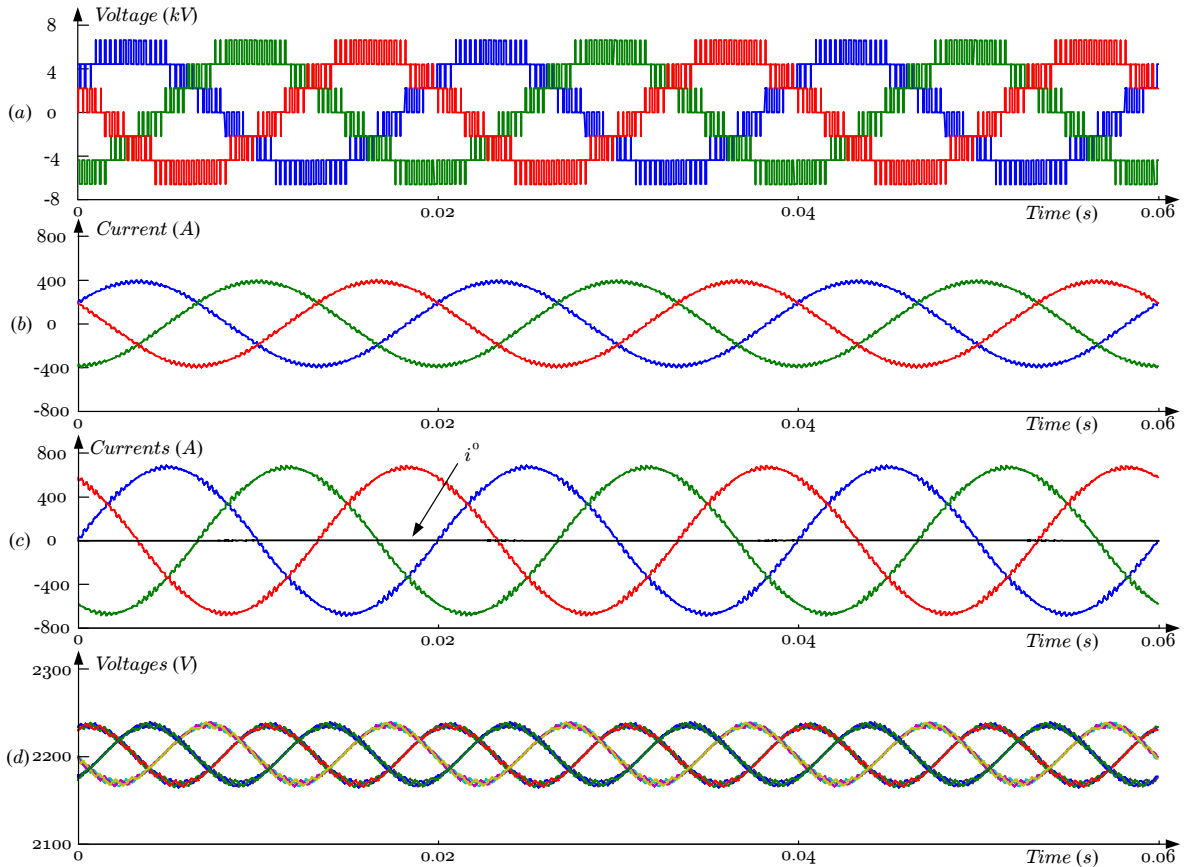 Voltage (kV)
8
4
(a) 0
-4
-8
0 0.02 0.04 Time (s) 0.06
Current (A)
800
400
(b) 0
-400
-800
0 0.02 0.04 Time (s) 0.06
Currents (A)
800
i°
400
(c) 0
-400
-800
0 0.02 0.04 Time (s) 0.06
Voltages (V)
2300
(d) 2200
2100
0 0.02 0.04 Time (s) 0.06